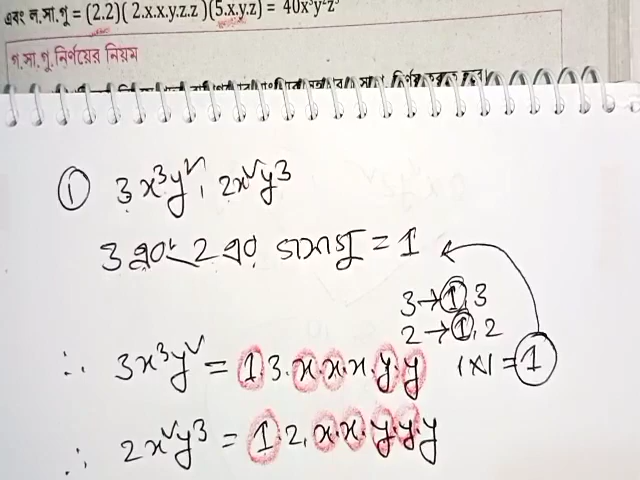 এবং ল.সা.গু = (2.2)( 2.x.x.y.z.z )(5.x.y.z) = 40x³y²z³
গ.সা.গু.নির্ণয়ের নিয়ম
① 3x³y², 2x²y3
3 এবং 2 এর গসাগু = 1
3→1, 3
2→1, 2
∴ 3x³y² = 1.3.x.x.x.y.y 1×1 = 1
∴ 2x²y3 = 1.2.x.x.y.y.y